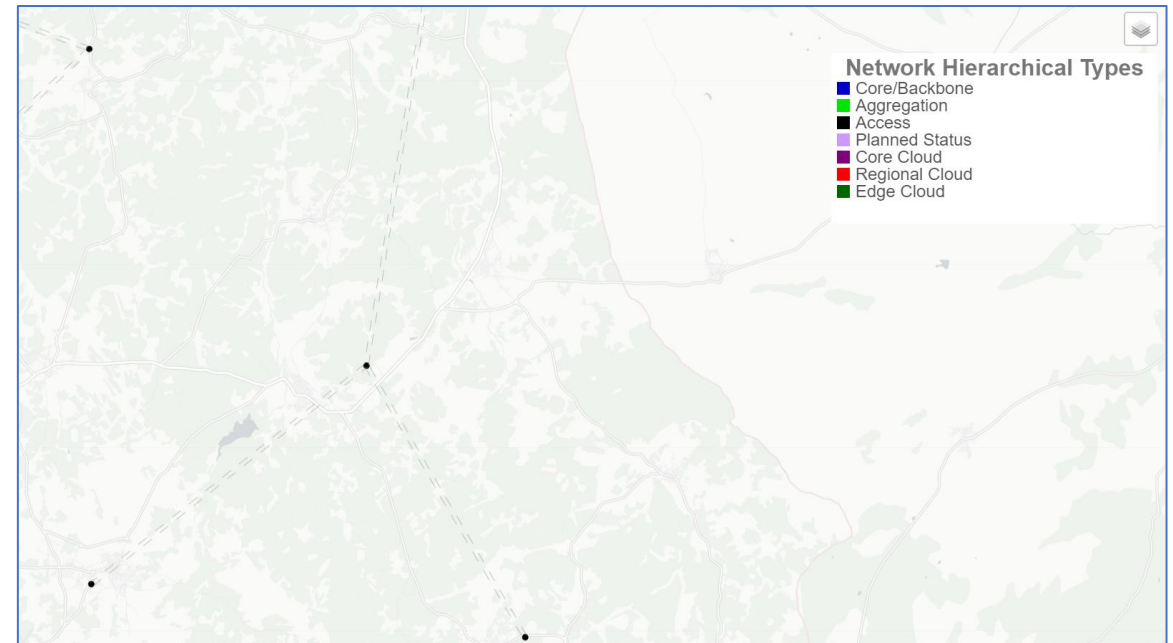 Network Hierarchical Types
Core/Backbone
Aggregation
Access
Planned Status
Core Cloud
Regional Cloud
Edge Cloud